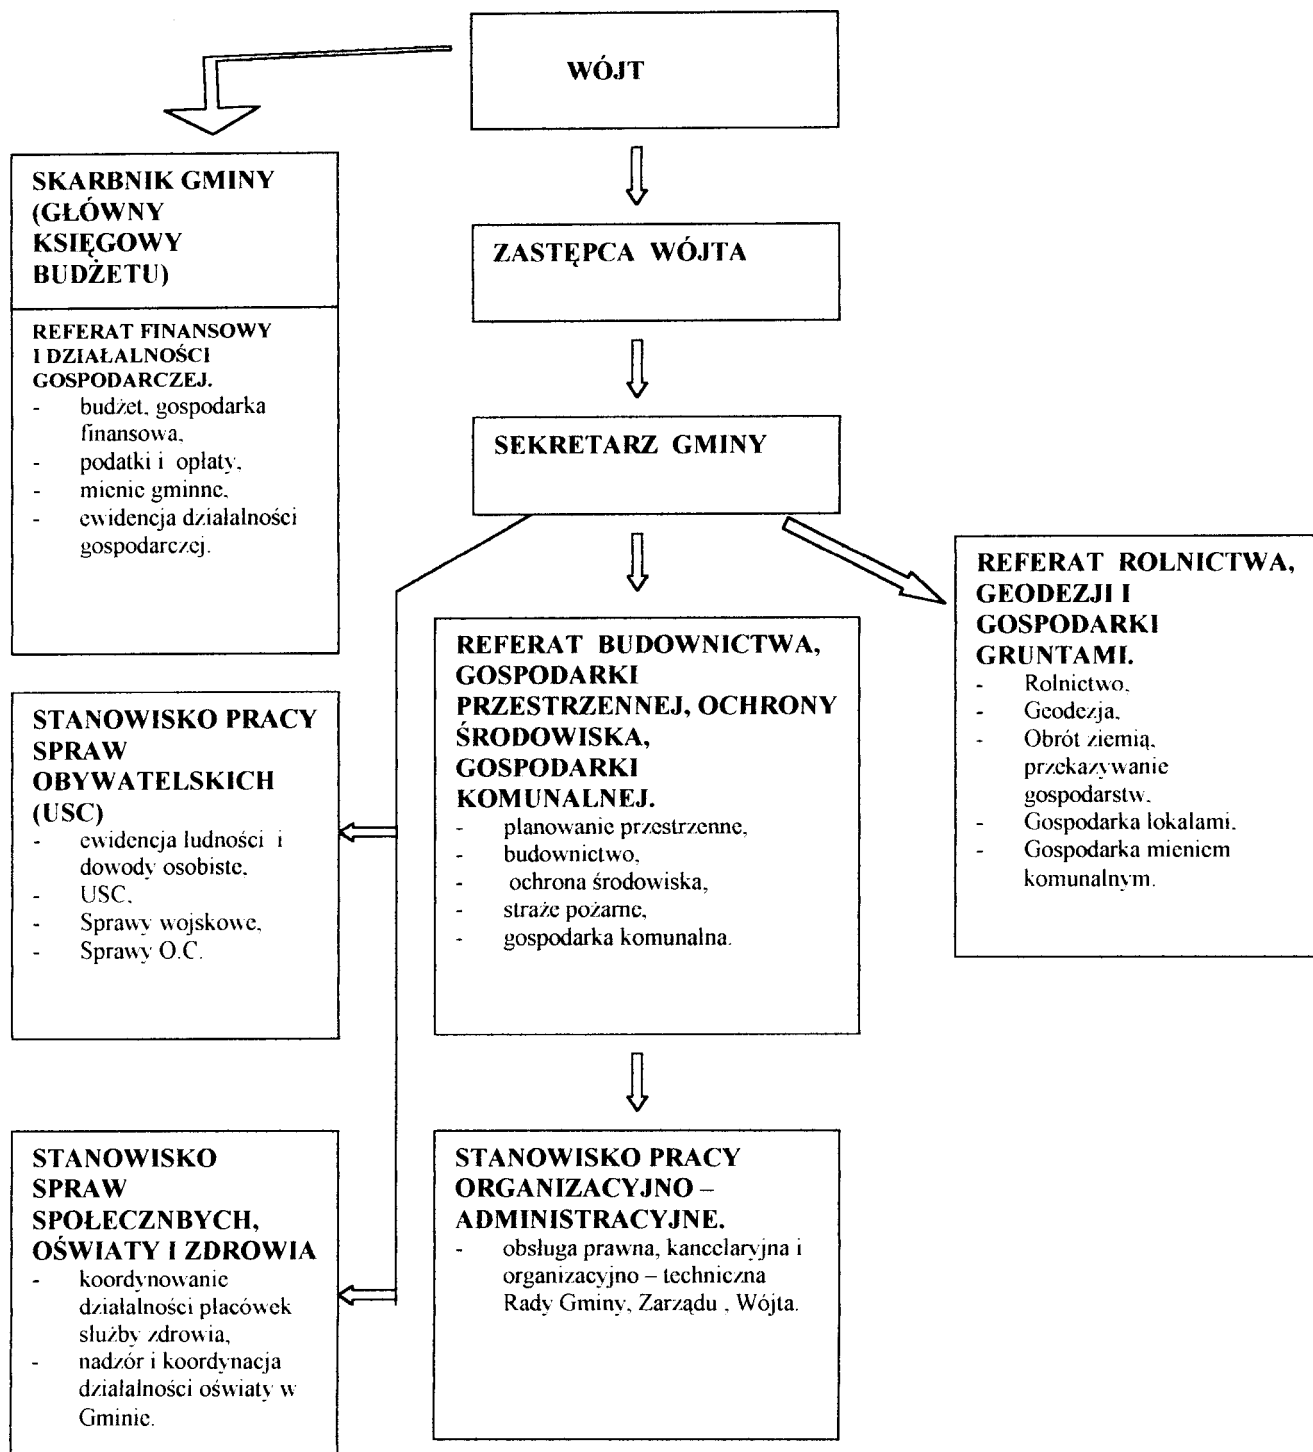 WÓJT
SKARBNIK GMINY
(GŁÓWNY
KSIĘGOWY
BUDŻETU)
REFERAT FINANSOWY
I DZIAŁALNOŚCI
GOSPODARCZEJ.
- budżet, gospodarka
finansowa,
- podatki i opłaty,
- mienie gminne,
- ewidencja działalności
gospodarczej.
ZASTĘPCA WÓJTA
SEKRETARZ GMINY
REFERAT ROLNICTWA,
GEODEZJI I
GOSPODARKI
GRUNTAMI.
- Rolnictwo,
- Geodezja,
- Obrót ziemią,
przekazywanie
gospodarstw,
- Gospodarka lokalami,
- Gospodarka mieniem
komunalnym.
REFERAT BUDOWNICTWA,
GOSPODARKI
PRZESTRZENNEJ, OCHRONY
ŚRODOWISKA,
GOSPODARKI
KOMUNALNEJ.
- planowanie przestrzenne,
- budownictwo,
- ochrona środowiska,
- straże pożarne,
- gospodarka komunalna.
STANOWISKO PRACY
SPRAW
OBYWATELSKICH
(USC)
- ewidencja ludności i
dowody osobiste,
- USC,
- Sprawy wojskowe,
- Sprawy O.C.
STANOWISKO
SPRAW
SPOŁECZNBYCH,
OŚWIATY I ZDROWIA
- koordynowanie
działalności placówek
służby zdrowia,
- nadzór i koordynacja
działalności oświaty w
Gminie.
STANOWISKO PRACY
ORGANIZACYJNO –
ADMINISTRACYJNE.
- obsługa prawna, kancelaryjna i
organizacyjno – techniczna
Rady Gminy, Zarządu , Wójta.